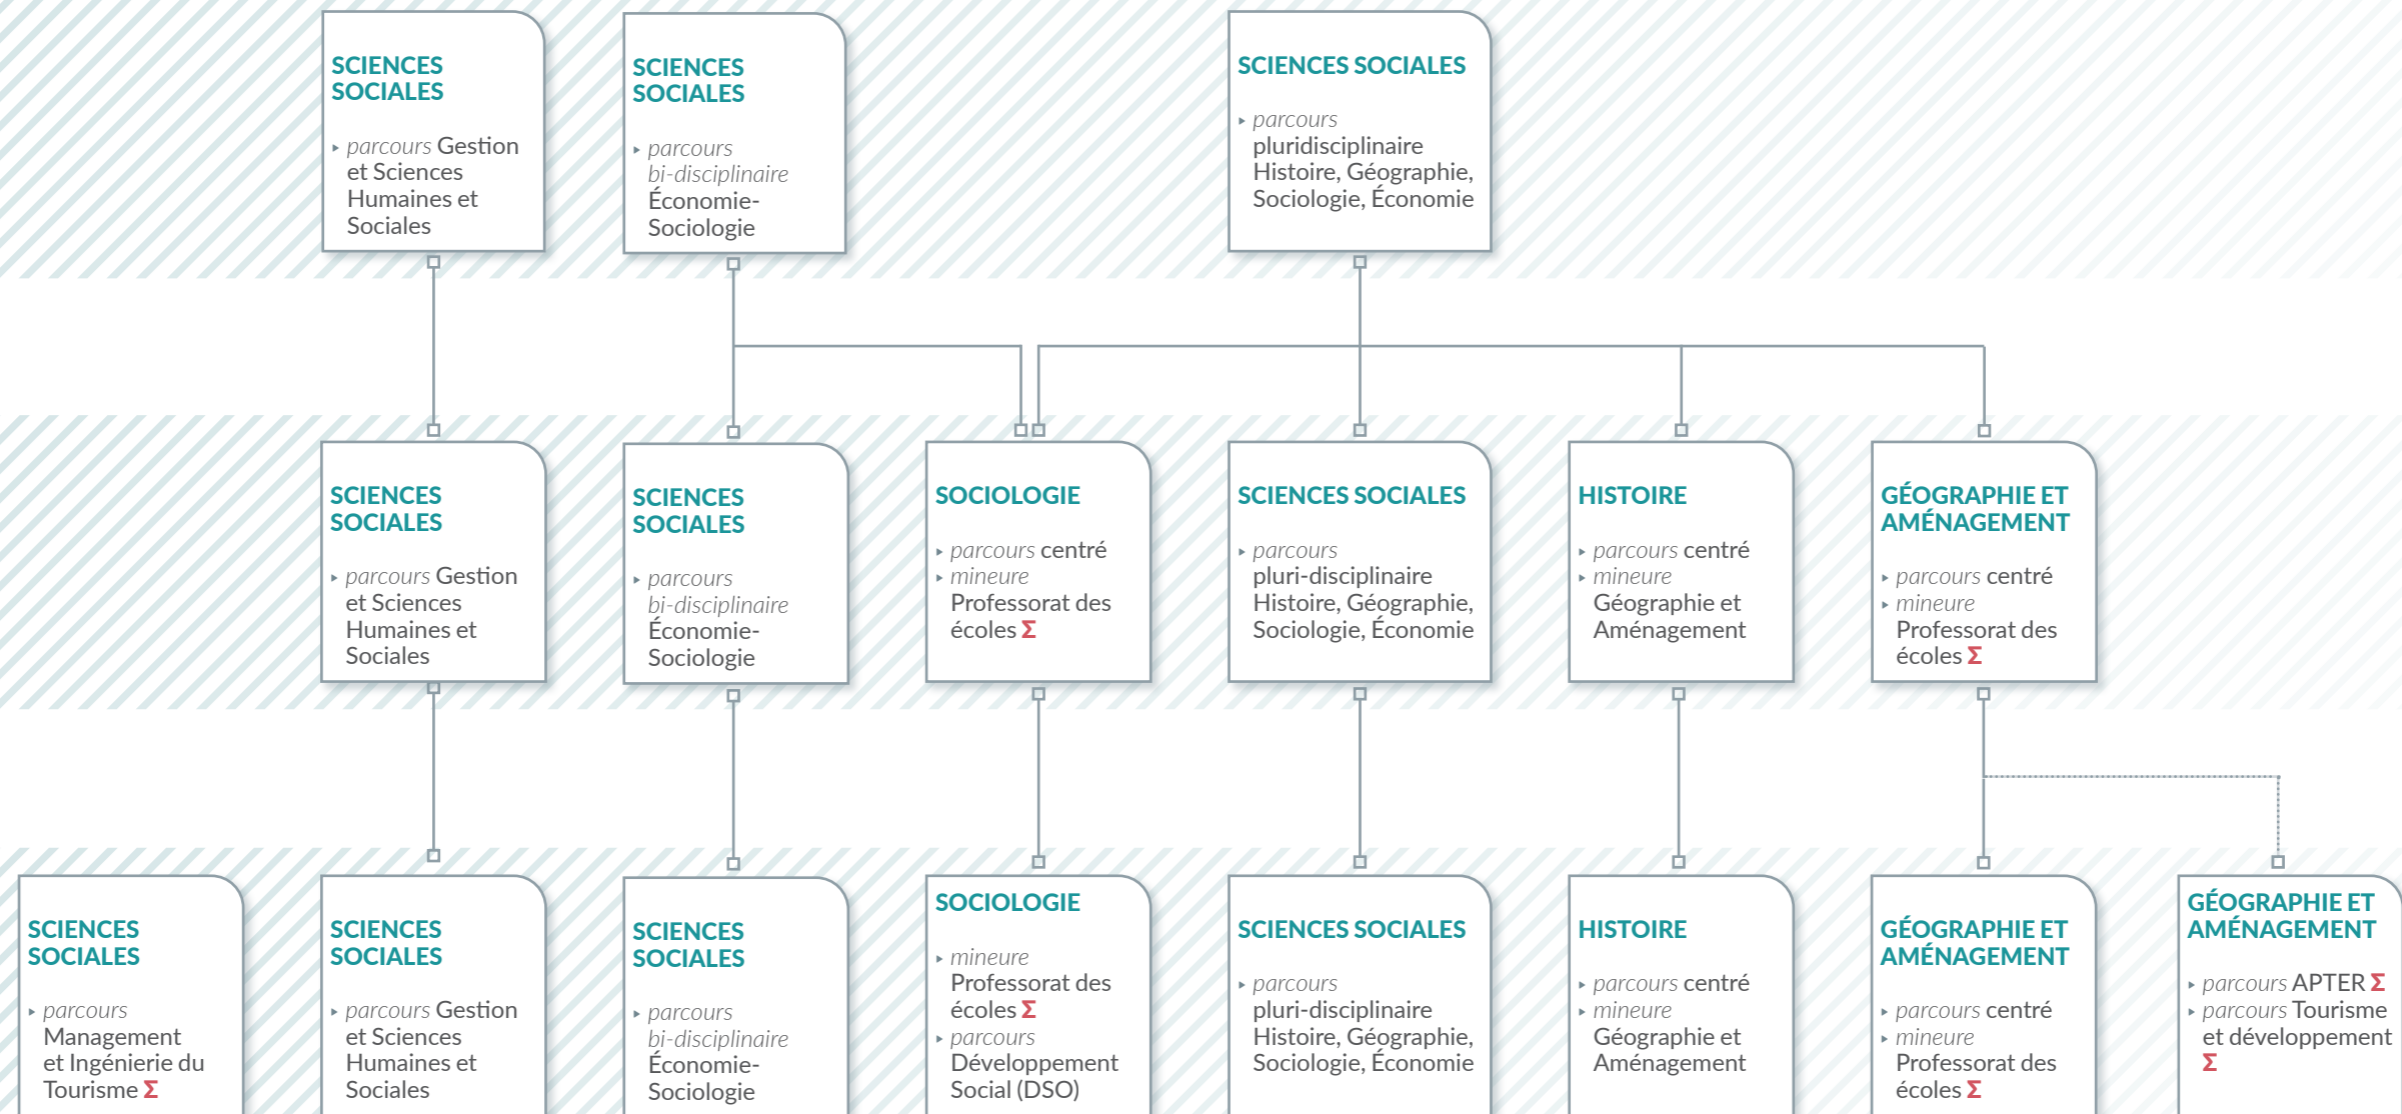 SCIENCES
SOCIALES
▸ parcours Gestion
et Sciences
Humaines et
Sociales
SCIENCES
SOCIALES
▸ parcours
bi-disciplinaire
Économie-
Sociologie
SCIENCES SOCIALES
▸ parcours
pluridisciplinaire
Histoire, Géographie,
Sociologie, Économie
SCIENCES
SOCIALES
▸ parcours Gestion
et Sciences
Humaines et
Sociales
SCIENCES
SOCIALES
▸ parcours
bi-disciplinaire
Économie-
Sociologie
SOCIOLOGIE
▸ parcours centré
▸ mineure
Professorat des
écoles Σ
SCIENCES SOCIALES
▸ parcours
pluri-disciplinaire
Histoire, Géographie,
Sociologie, Économie
HISTOIRE
▸ parcours centré
▸ mineure
Géographie et
Aménagement
GÉOGRAPHIE ET
AMÉNAGEMENT
▸ parcours centré
▸ mineure
Professorat des
écoles Σ
SCIENCES
SOCIALES
▸ parcours
Management
et Ingénierie du
Tourisme Σ
SCIENCES
SOCIALES
▸ parcours Gestion
et Sciences
Humaines et
Sociales
SCIENCES
SOCIALES
▸ parcours
bi-disciplinaire
Économie-
Sociologie
SOCIOLOGIE
▸ mineure
Professorat des
écoles Σ
▸ parcours
Développement
Social (DSO)
SCIENCES SOCIALES
▸ parcours
pluri-disciplinaire
Histoire, Géographie,
Sociologie, Économie
HISTOIRE
▸ parcours centré
▸ mineure
Géographie et
Aménagement
GÉOGRAPHIE ET
AMÉNAGEMENT
▸ parcours centré
▸ mineure
Professorat des
écoles Σ
GÉOGRAPHIE ET
AMÉNAGEMENT
▸ parcours APTER Σ
▸ parcours Tourisme
et développement
Σ